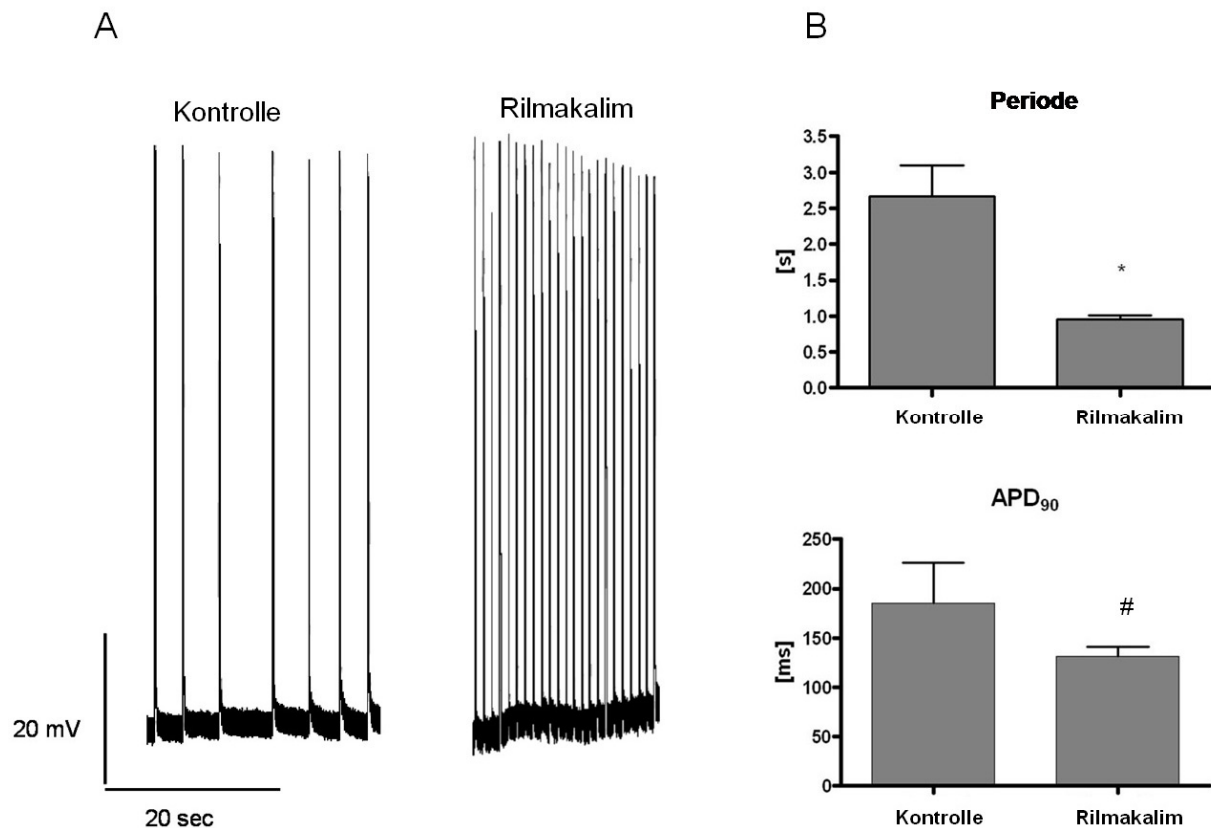 A
Kontrolle
Rilmakalim
20 mV
20 sec
B
Periode
3.5
3.0
2.5
2.0
1.5
1.0
0.5
0.0
[s]
*
Kontrolle
Rilmakalim
APD₉₀
250
200
150
100
50
0
[ms]
#
Kontrolle
Rilmakalim